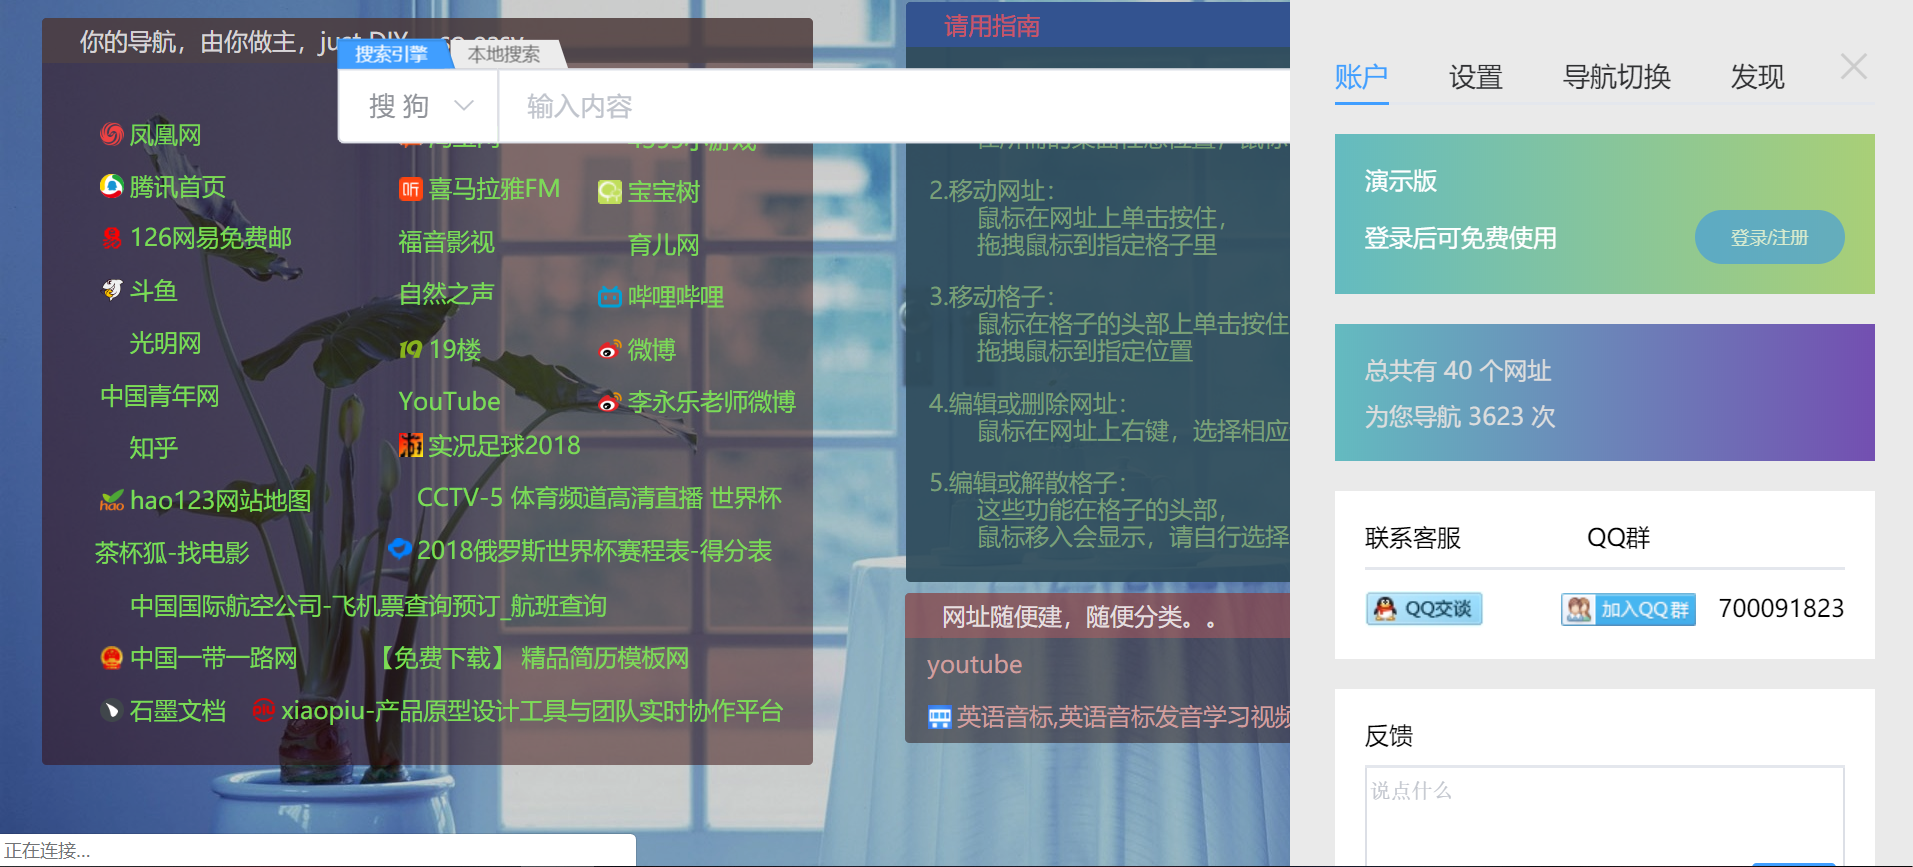 你的导航，由你做主，just DIY
搜索引擎
本地搜索
搜 狗
输入内容
凤凰网
腾讯首页
126网易免费邮
斗鱼
光明网
中国青年网
知乎
hao123网站地图
茶杯狐-找电影
中国国际航空公司-飞机票查询预订_航班查询
中国一带一路网
【免费下载】 精品简历模板网
石墨文档
xiaopiu-产品原型设计工具与团队实时协作平台
喜马拉雅FM
福音影视
自然之声
19楼
YouTube
实况足球2018
CCTV-5 体育频道高清直播 世界杯
2018俄罗斯世界杯赛程表-得分表
4399小游戏
宝宝树
育儿网
哔哩哔哩
微博
李永乐老师微博
请用指南
2.移动网址：
鼠标在网址上单击按住，
拖拽鼠标到指定格子里
3.移动格子：
鼠标在格子的头部上单击按住
拖拽鼠标到指定位置
4.编辑或删除网址：
鼠标在网址上右键，选择相应
5.编辑或解散格子：
这些功能在格子的头部，
鼠标移入会显示，请自行选择
网址随便建，随便分类。。
youtube
英语音标,英语音标发音学习视频
账户
设置
导航切换
发现
演示版
登录后可免费使用
登录/注册
总共有 40 个网址
为您导航 3623 次
联系客服
QQ群
QQ交谈
加入QQ群
700091823
反馈
说点什么
正在连接...